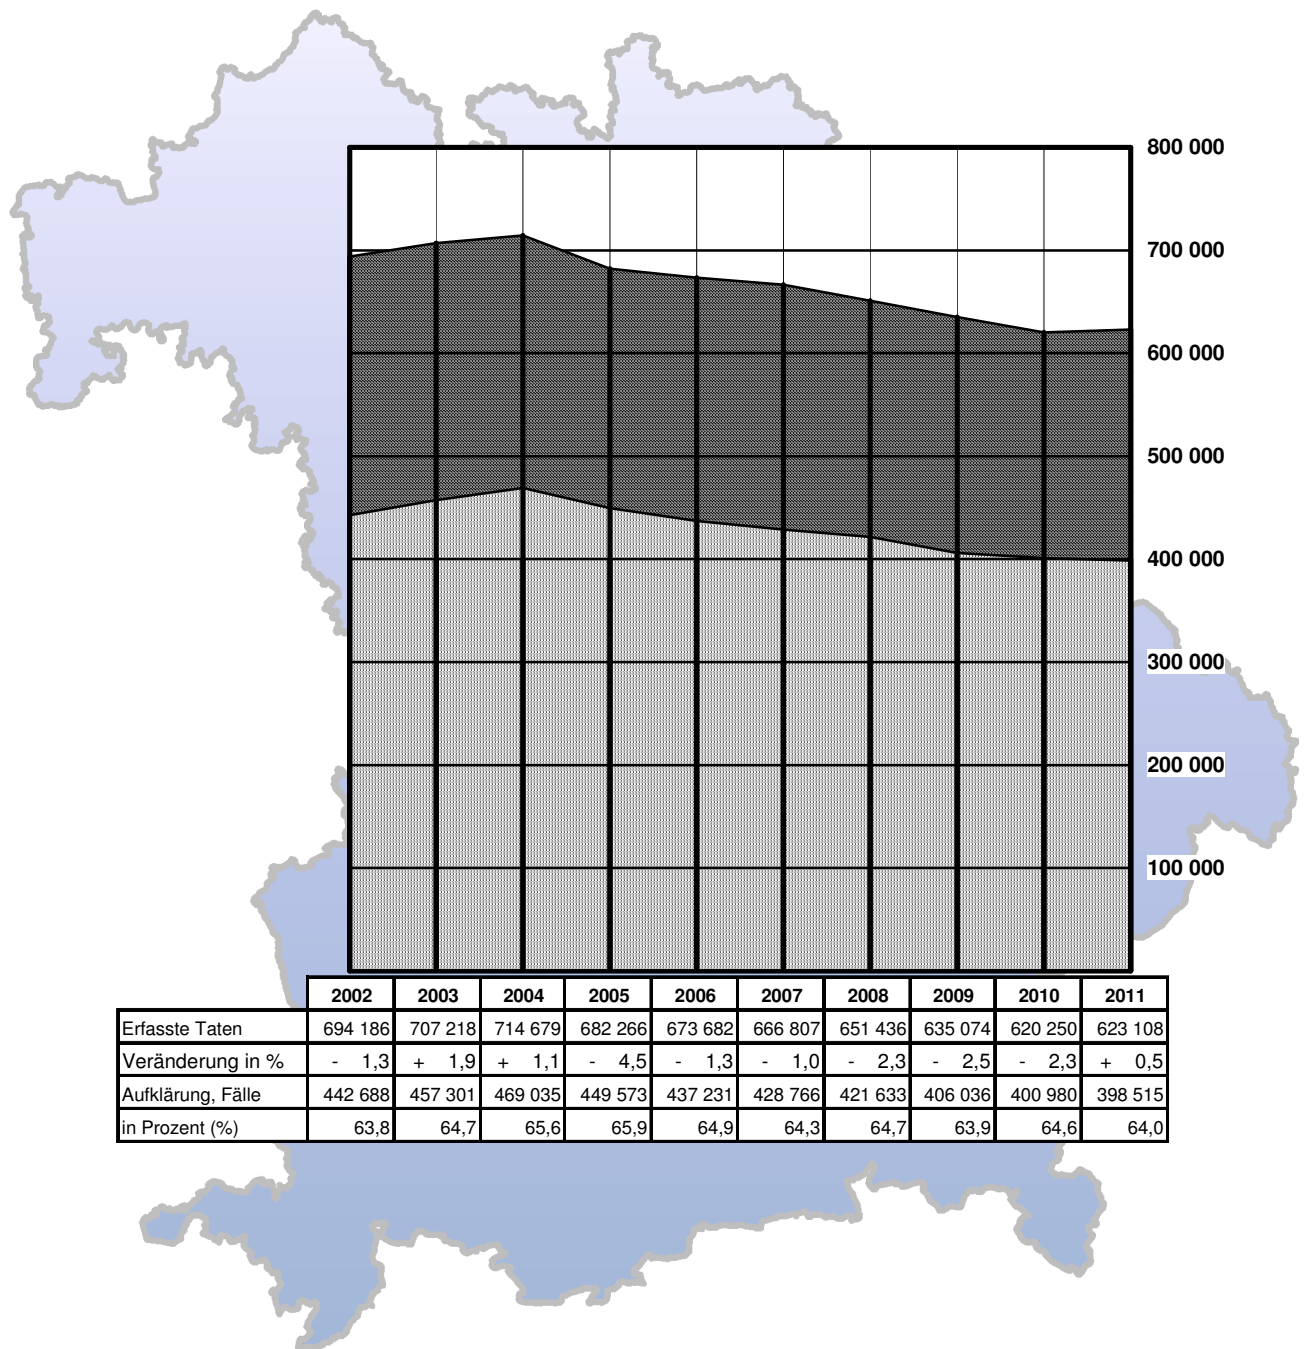 800 000
700 000
600 000
500 000
400 000
300 000
200 000
100 000
2002 2003 2004 2005 2006 2007 2008 2009 2010 2011
Erfasste Taten 694 186 707 218 714 679 682 266 673 682 666 807 651 436 635 074 620 250 623 108
Veränderung in % - 1,3 + 1,9 + 1,1 - 4,5 - 1,3 - 1,0 - 2,3 - 2,5 - 2,3 + 0,5
Aufklärung, Fälle 442 688 457 301 469 035 449 573 437 231 428 766 421 633 406 036 400 980 398 515
in Prozent (%) 63,8 64,7 65,6 65,9 64,9 64,3 64,7 63,9 64,6 64,0